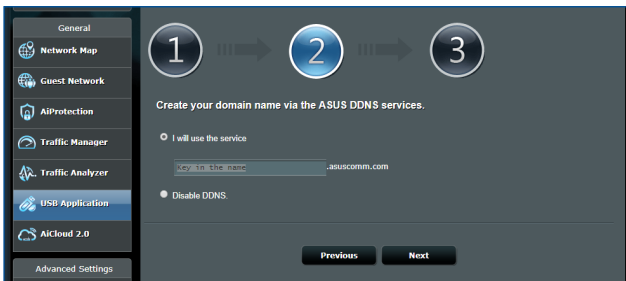 General
Network Map
Guest Network
AiProtection
Traffic Manager
Traffic Analyzer
USB Application
AiCloud 2.0
Advanced Settings
1 2 3
Create your domain name via the ASUS DDNS services.
I will use the service
Key in the name .asuscomm.com
Disable DDNS.
Previous Next